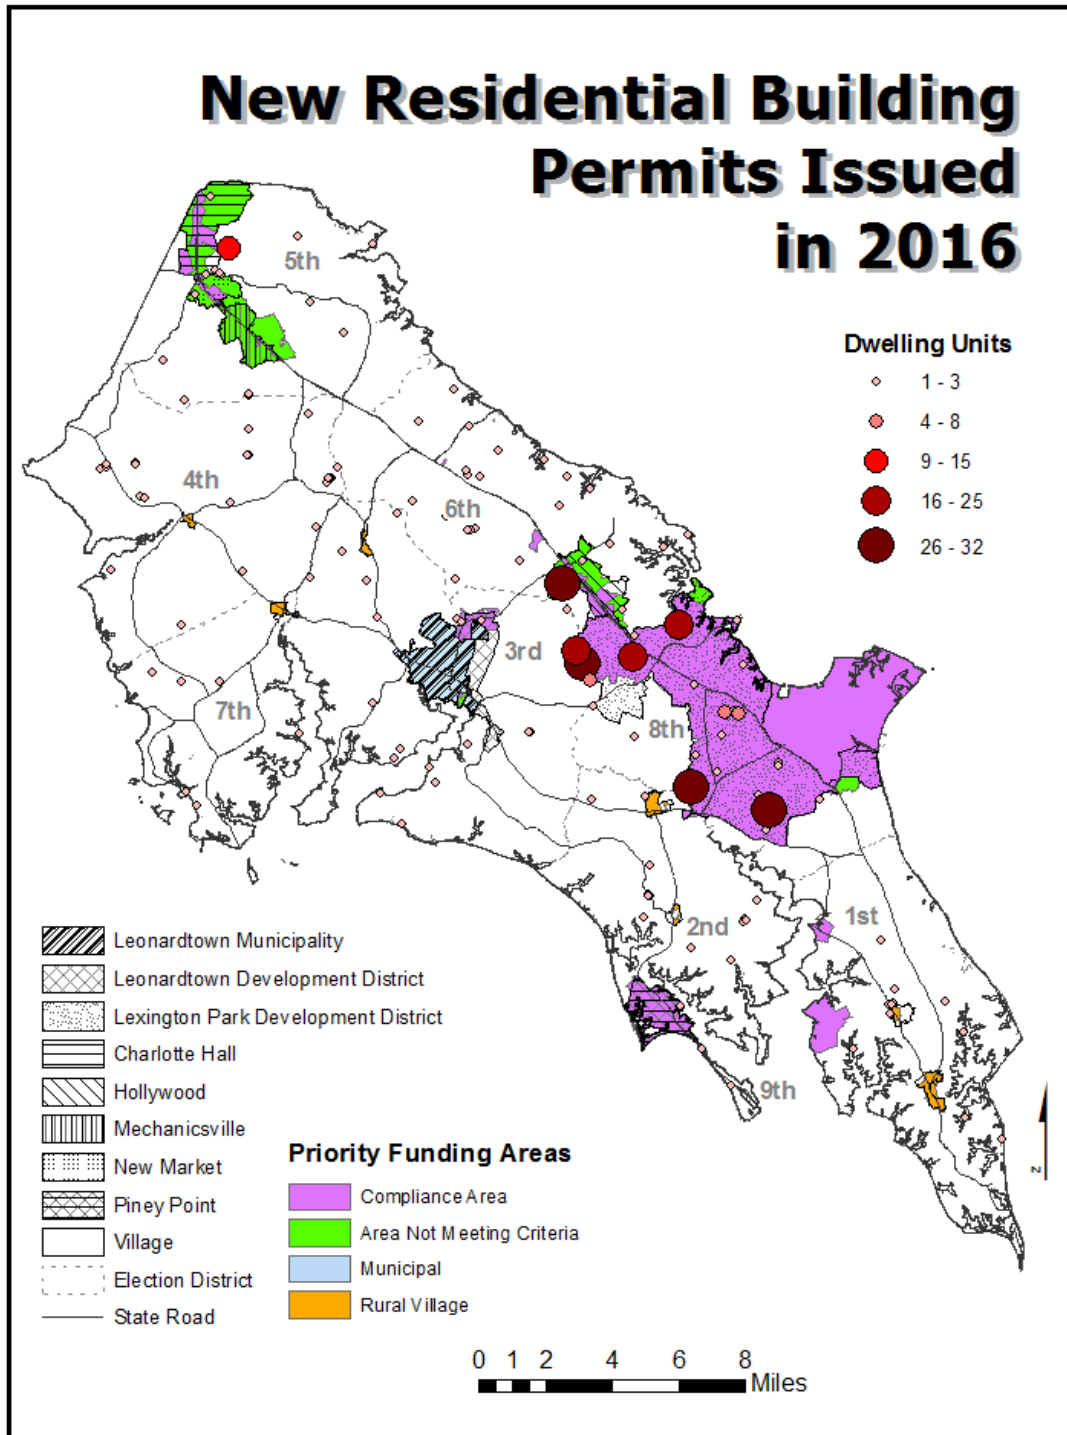 New Residential Building
Permits Issued
in 2016
Dwelling Units
1 - 3
4 - 8
9 - 15
16 - 25
26 - 32
5th
4th
6th
3rd
7th
8th
2nd
1st
9th
Leonardtown Municipality
Leonardtown Development District
Lexington Park Development District
Charlotte Hall
Hollywood
Mechanicsville
New Market
Piney Point
Village
Election District
State Road
Priority Funding Areas
Compliance Area
Area Not Meeting Criteria
Municipal
Rural Village
z
0 1 2 4 6 8
Miles